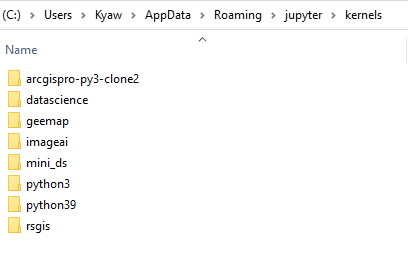 (C:) > Users > Kyaw > AppData > Roaming > jupyter > kernels
Name
arcgispro-py3-clone2
datascience
geemap
imageai
mini_ds
python3
python39
rsgis